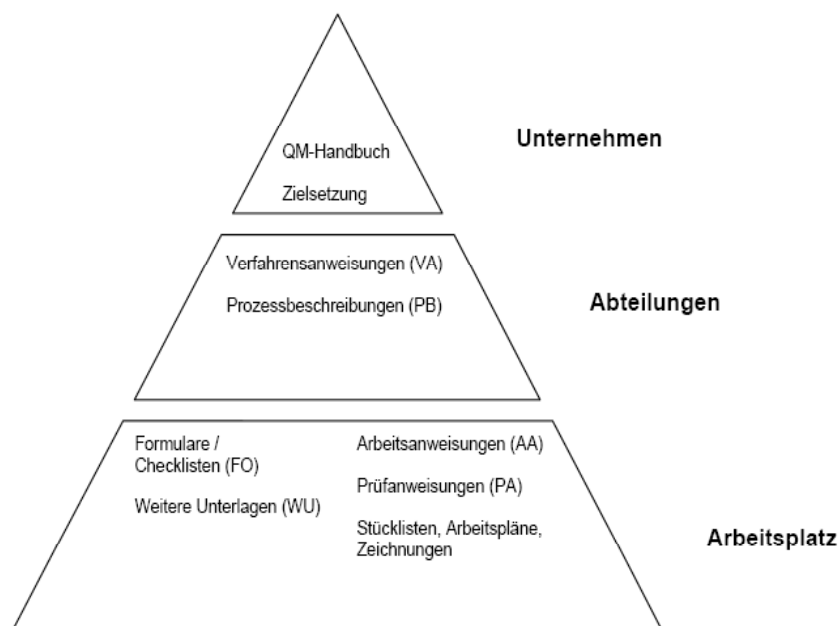 Unternehmen
QM-Handbuch
Zielsetzung
Verfahrensanweisungen (VA)
Prozessbeschreibungen (PB)
Abteilungen
Formulare /
Checklisten (FO)
Weitere Unterlagen (WU)
Arbeitsanweisungen (AA)
Prüfanweisungen (PA)
Stücklisten, Arbeitspläne,
Zeichnungen
Arbeitsplatz